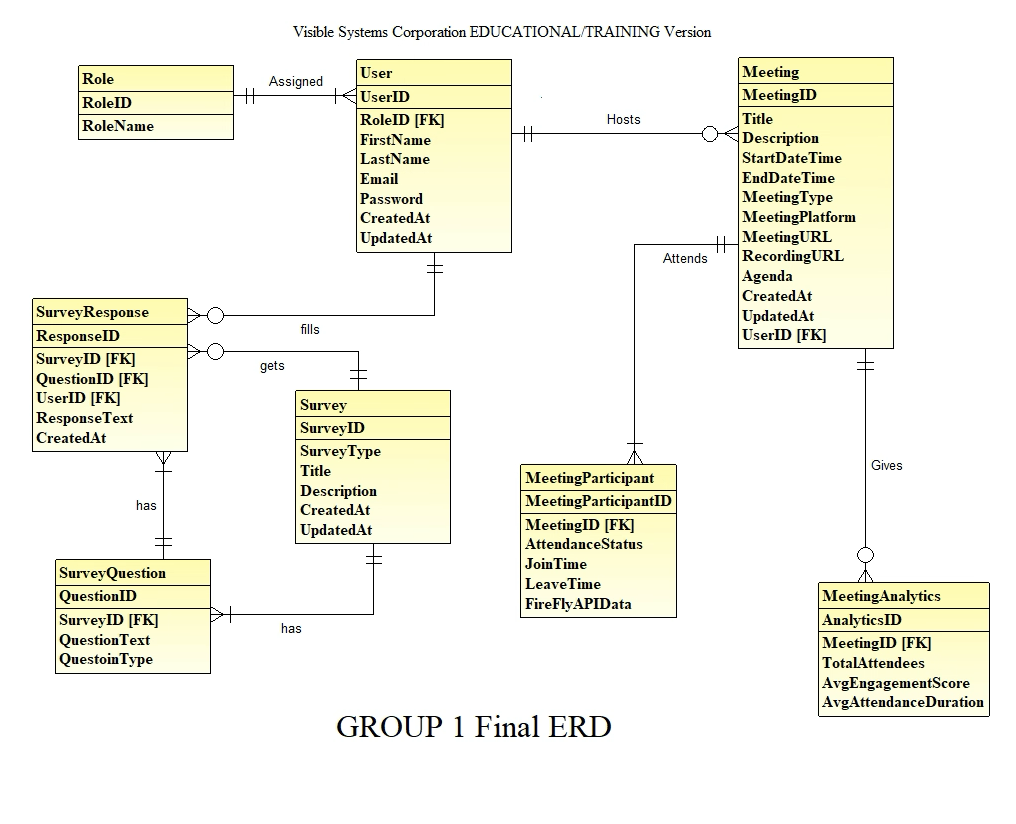 Visible Systems Corporation EDUCATIONAL/TRAINING Version
Role
RoleID
RoleName
Assigned
User
UserID
RoleID [FK]
FirstName
LastName
Email
Password
CreatedAt
UpdatedAt
Hosts
Meeting
MeetingID
Title
Description
StartDateTime
EndDateTime
MeetingType
MeetingPlatform
MeetingURL
RecordingURL
Agenda
CreatedAt
UpdatedAt
UserID [FK]
Attends
fills
SurveyResponse
ResponseID
SurveyID [FK]
QuestionID [FK]
UserID [FK]
ResponseText
CreatedAt
gets
Survey
SurveyID
SurveyType
Title
Description
CreatedAt
UpdatedAt
has
SurveyQuestion
QuestionID
SurveyID [FK]
QuestionText
QuestoinType
has
MeetingParticipant
MeetingParticipantID
MeetingID [FK]
AttendanceStatus
JoinTime
LeaveTime
FireFlyAPIData
Gives
MeetingAnalytics
AnalyticsID
MeetingID [FK]
TotalAttendees
AvgEngagementScore
AvgAttendanceDuration
GROUP 1 Final ERD